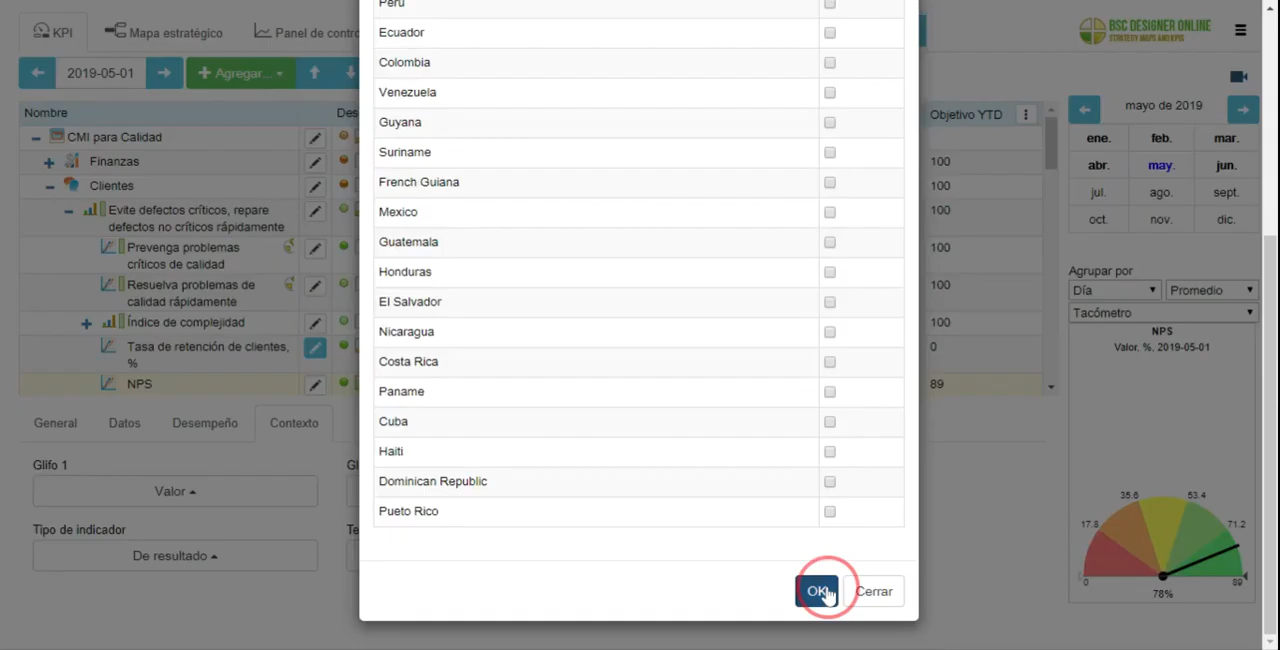 KPI
Mapa estratégico
Panel de contro
BSC DESIGNER ONLINE
STRATEGY MAPS AND KPIS
2019-05-01
Agregar...
Nombre
Des
Objetivo YTD
CMI para Calidad
Finanzas
100
Clientes
100
Evite defectos críticos, repare
defectos no críticos rápidamente
100
Prevenga problemas
críticos de calidad
100
Resuelva problemas de
calidad rápidamente
100
Índice de complejidad
100
Tasa de retención de clientes,
%
0
NPS
89
General
Datos
Desempeño
Contexto
Glifo 1
Gl
Valor
Tipo de indicador
Te
De resultado
Peru
Ecuador
Colombia
Venezuela
Guyana
Suriname
French Guiana
Mexico
Guatemala
Honduras
El Salvador
Nicaragua
Costa Rica
Paname
Cuba
Haiti
Dominican Republic
Pueto Rico
OK
Cerrar
mayo de 2019
ene. feb. mar.
abr. may. jun.
jul. ago. sept.
oct. nov. dic.
Agrupar por
Día
Promedio
Tacómetro
NPS
Valor, %, 2019-05-01
35.6
53.4
17.8
71.2
0
89
78%